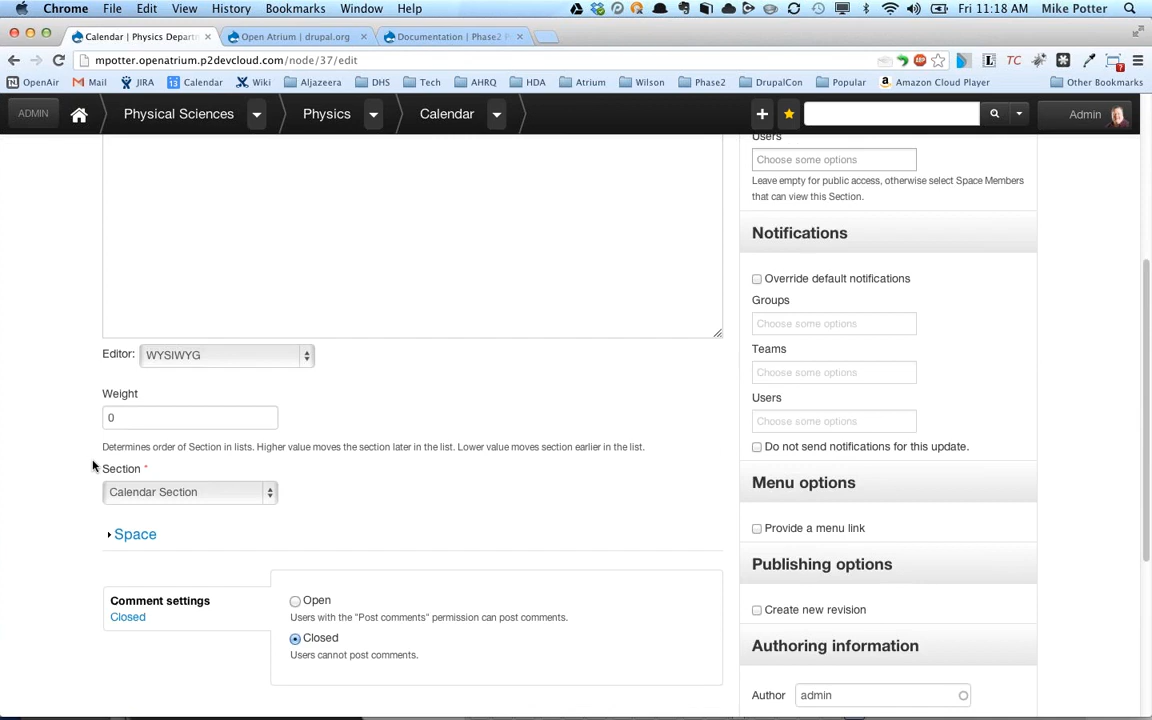 Chrome File Edit View History Bookmarks Window Help Fri 11:18 AM Mike Potter
Calendar | Physics Departm Open Atrium | drupal.org Documentation | Phase2 P
mpotter.openatrium.p2devcloud.com/node/37/edit
OpenAir Mail JIRA Calendar Wiki Aljazeera DHS Tech AHRQ HDA Atrium Wilson Phase2 DrupalCon Popular Amazon Cloud Player Other Bookmarks
ADMIN Physical Sciences Physics Calendar Admin
Users
Choose some options
Leave empty for public access, otherwise select Space Members
that can view this Section.
Notifications
Override default notifications
Groups
Choose some options
Teams
Choose some options
Users
Choose some options
Do not send notifications for this update.
Menu options
Provide a menu link
Publishing options
Create new revision
Authoring information
Author admin
Editor: WYSIWYG
Weight
0
Determines order of Section in lists. Higher value moves the section later in the list. Lower value moves section earlier in the list.
Section *
Calendar Section
Space
Comment settings
Closed
Open
Users with the "Post comments" permission can post comments.
Closed
Users cannot post comments.